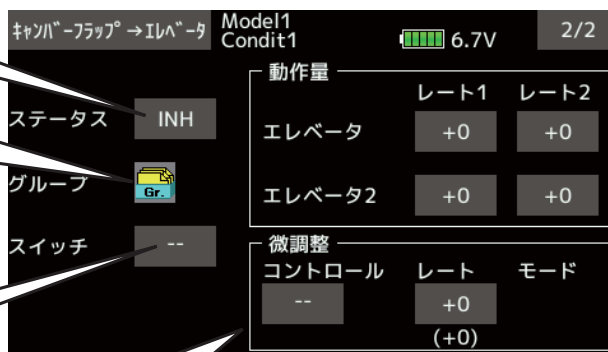 キャンバーフラップ→エレベータ
Model1
Condit1
6.7V
2/2
ステータス
INH
グループ
Gr.
スイッチ
--
動作量
レート1 レート2
エレベータ +0 +0
エレベータ2 +0 +0
微調整
コントロール レート モード
-- +0
(+0)